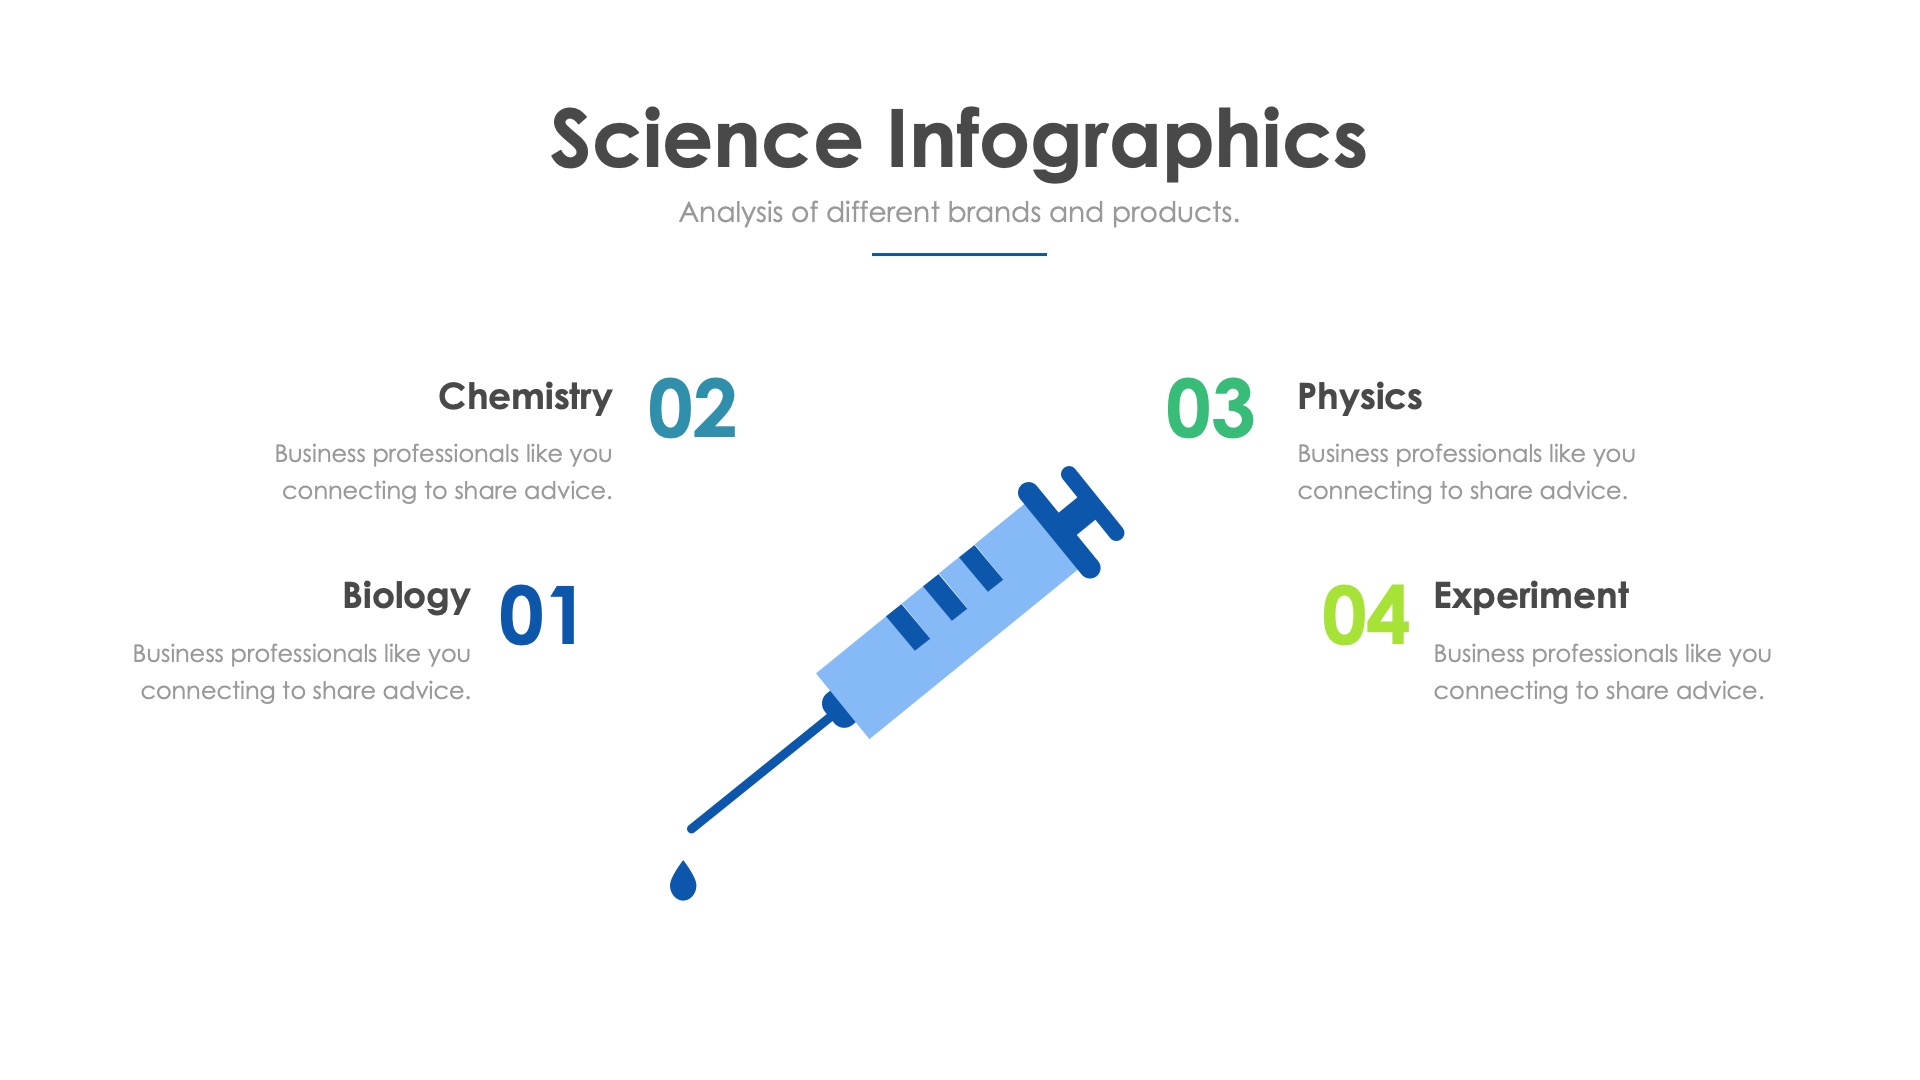 Science Infographics
Analysis of different brands and products.
Chemistry
02
Business professionals like you
connecting to share advice.
Biology
01
Business professionals like you
connecting to share advice.
03
Physics
Business professionals like you
connecting to share advice.
04
Experiment
Business professionals like you
connecting to share advice.